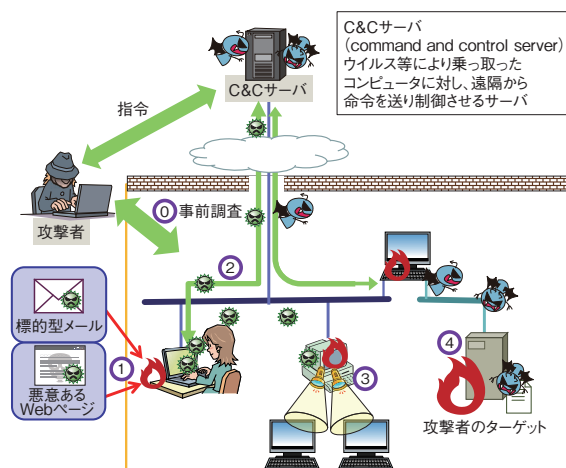 C&Cサーバ
（command and control server）
ウイルス等により乗っ取った
コンピュータに対し、遠隔から
命令を送り制御させるサーバ
C&Cサーバ
指令
攻撃者
⓪ 事前調査
②
標的型メール
①
悪意ある
Webページ
③
④
攻撃者のターゲット